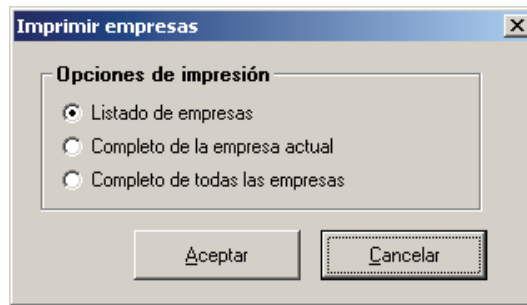 Imprimir empresas
Opciones de impresión
Listado de empresas
Completo de la empresa actual
Completo de todas las empresas
Aceptar Cancelar